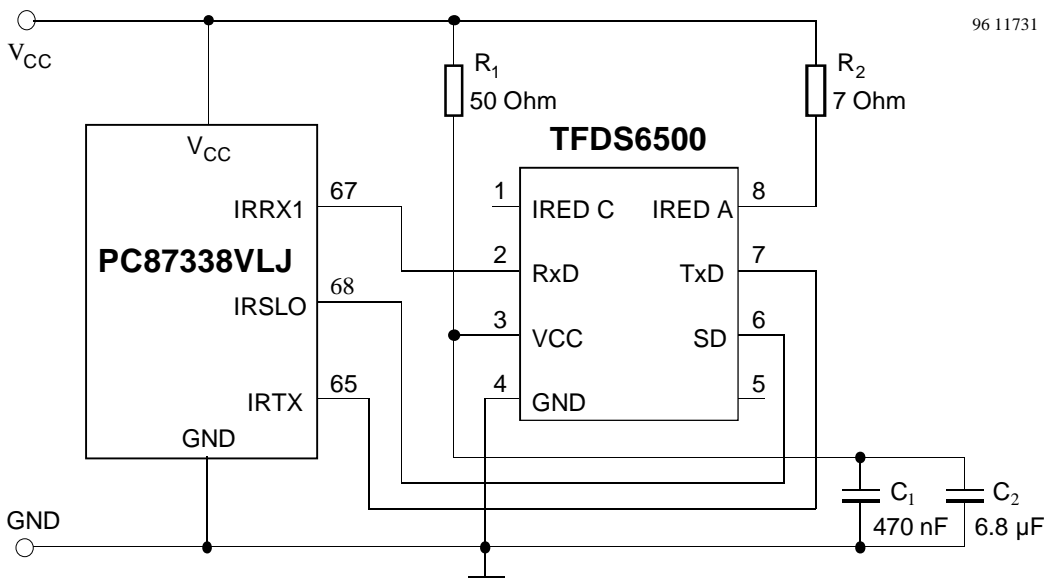 96 11731
VCC
R1
50 Ohm
R2
7 Ohm
TFDS6500
VCC
IRRX1
67
PC87338VLJ
IRSLO
68
IRTX
65
GND
1
IRED C
IRED A
8
2
RxD
TxD
7
3
VCC
SD
6
4
GND
5
C1
470 nF
C2
6.8 µF
GND